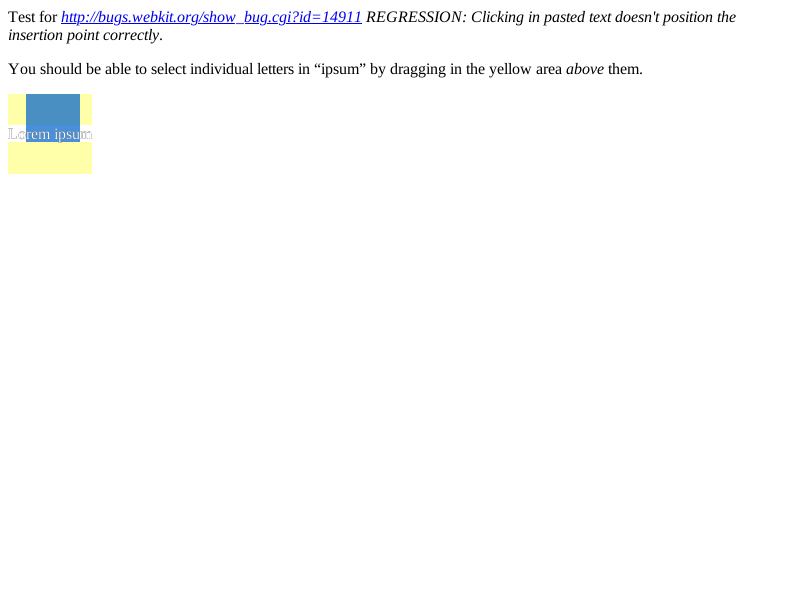 Test for http://bugs.webkit.org/show_bug.cgi?id=14911 REGRESSION: Clicking in pasted text doesn't position the
insertion point correctly.
You should be able to select individual letters in “ipsum” by dragging in the yellow area above them.
Lorem ipsum